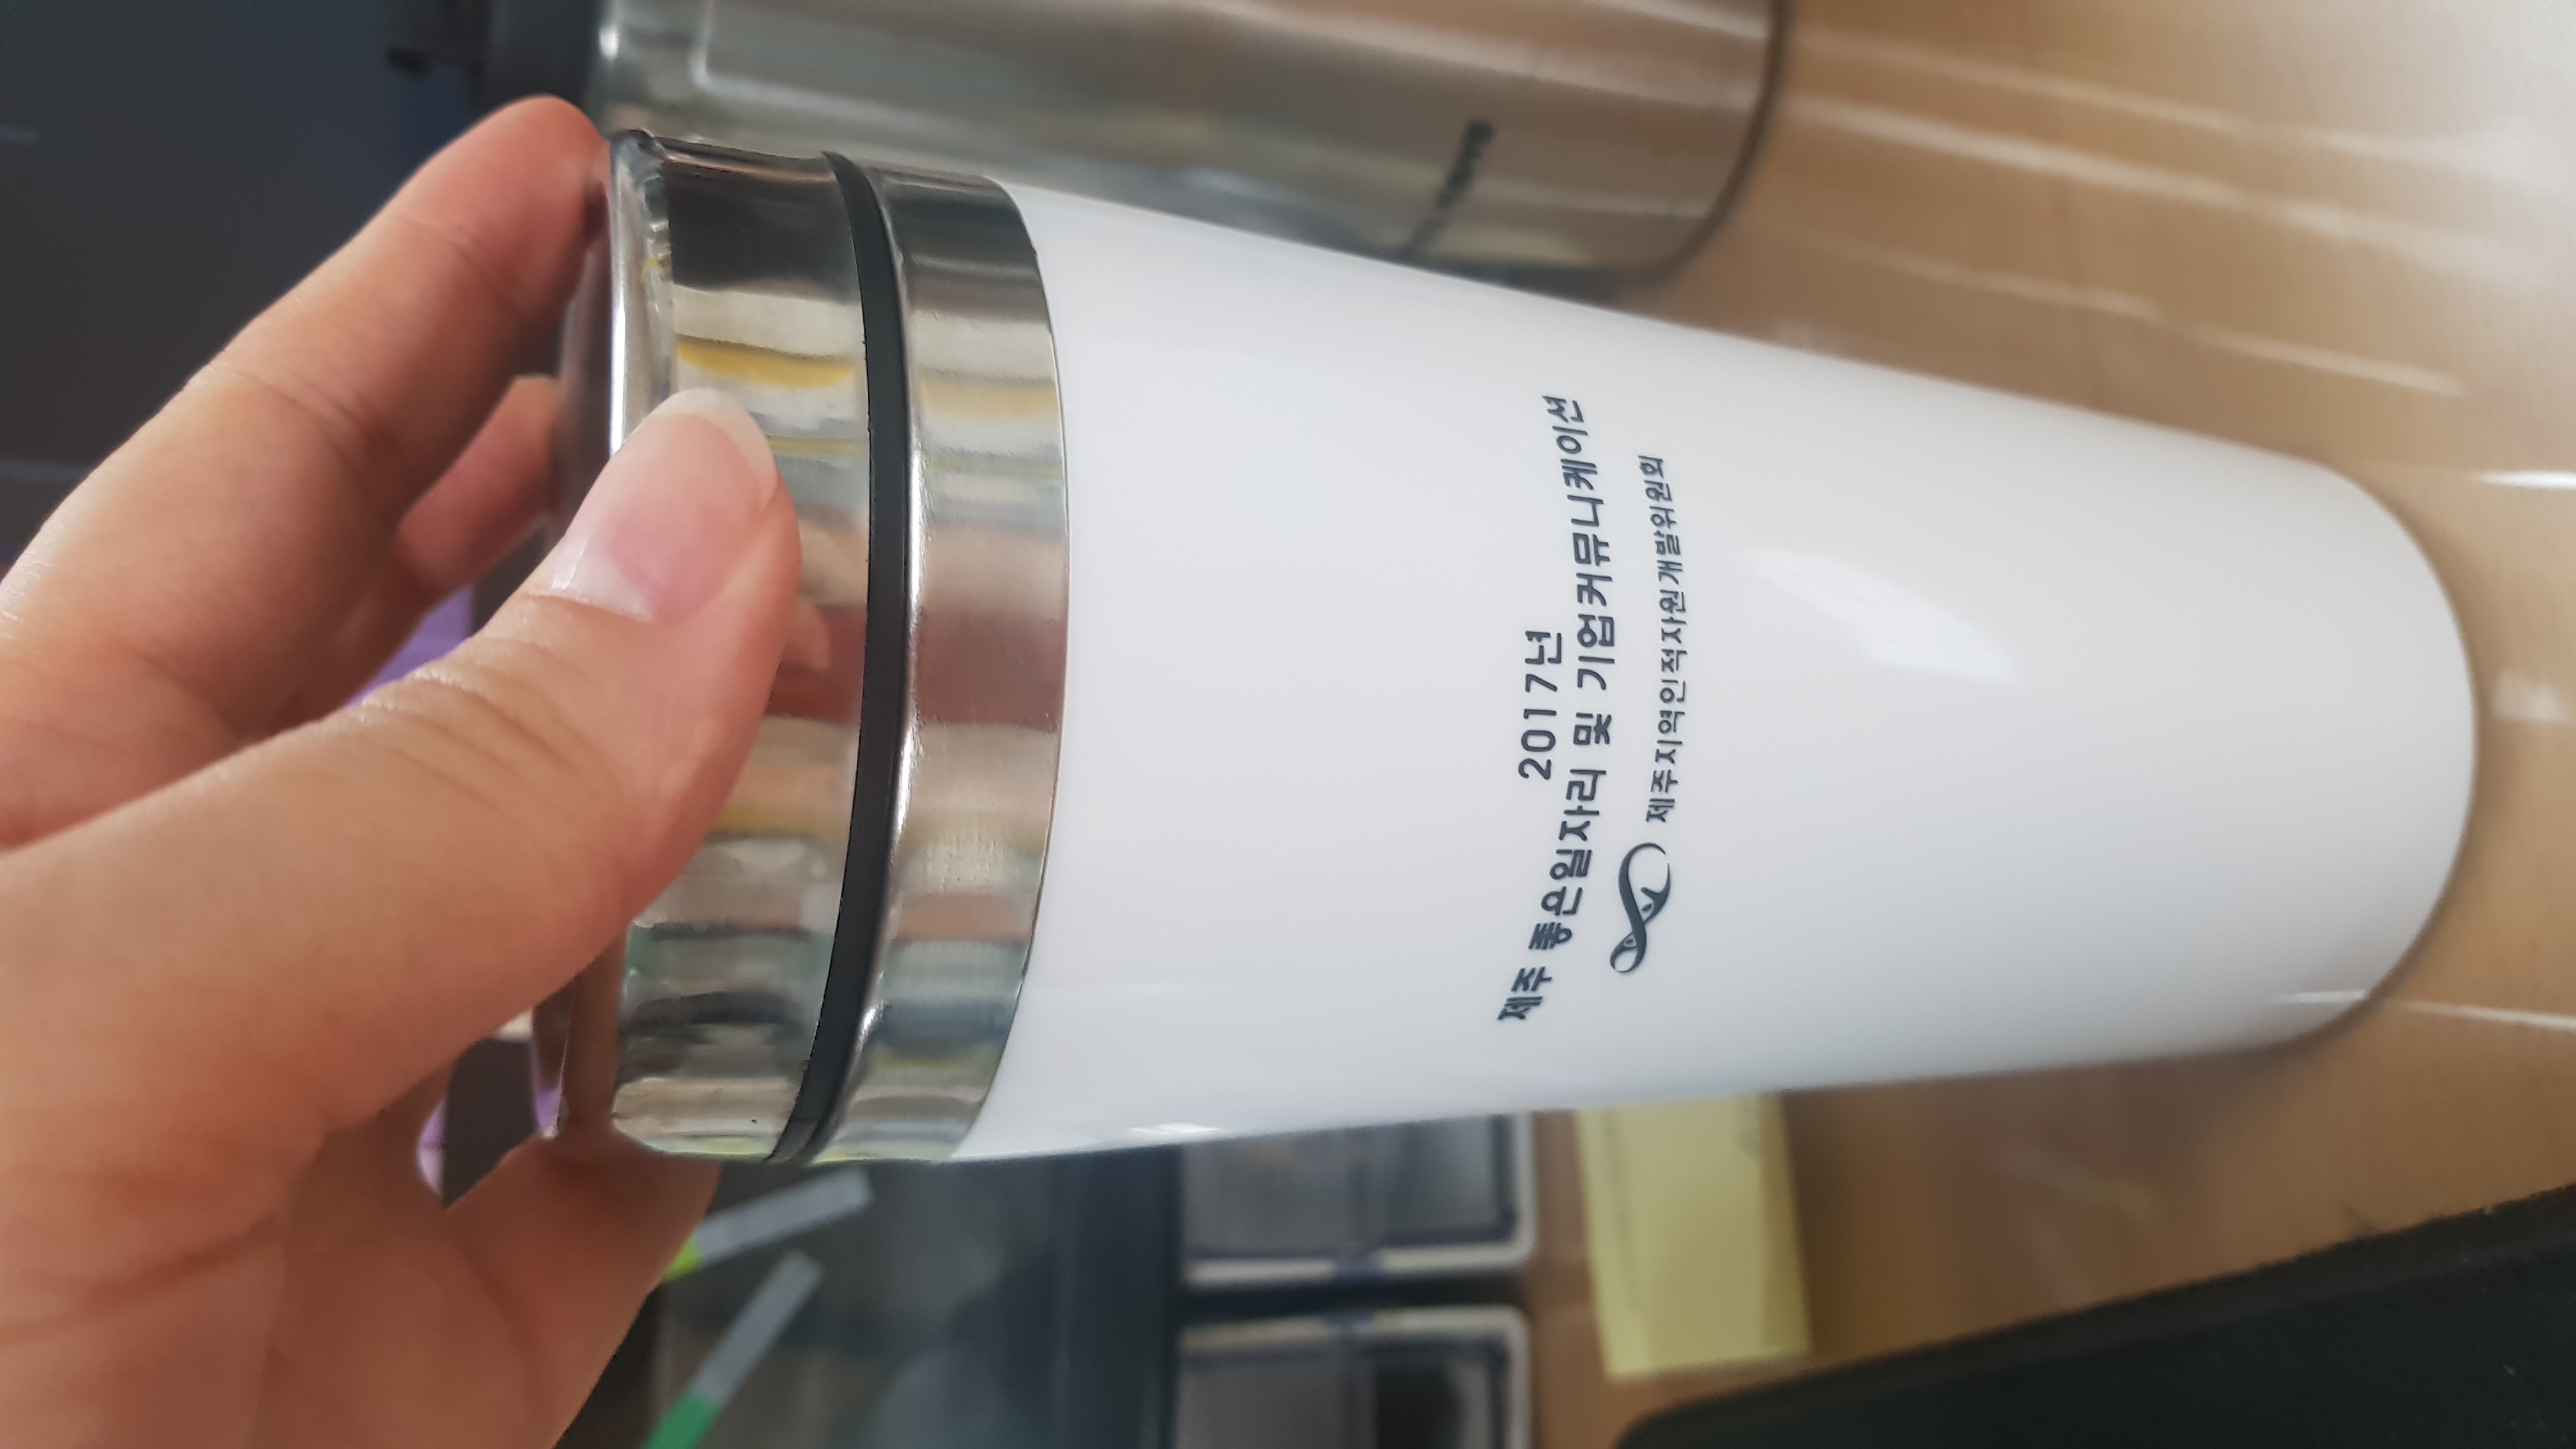 2017년
제주 좋은일자리 및 기업커뮤니케이션
제주지역인적자원개발위원회